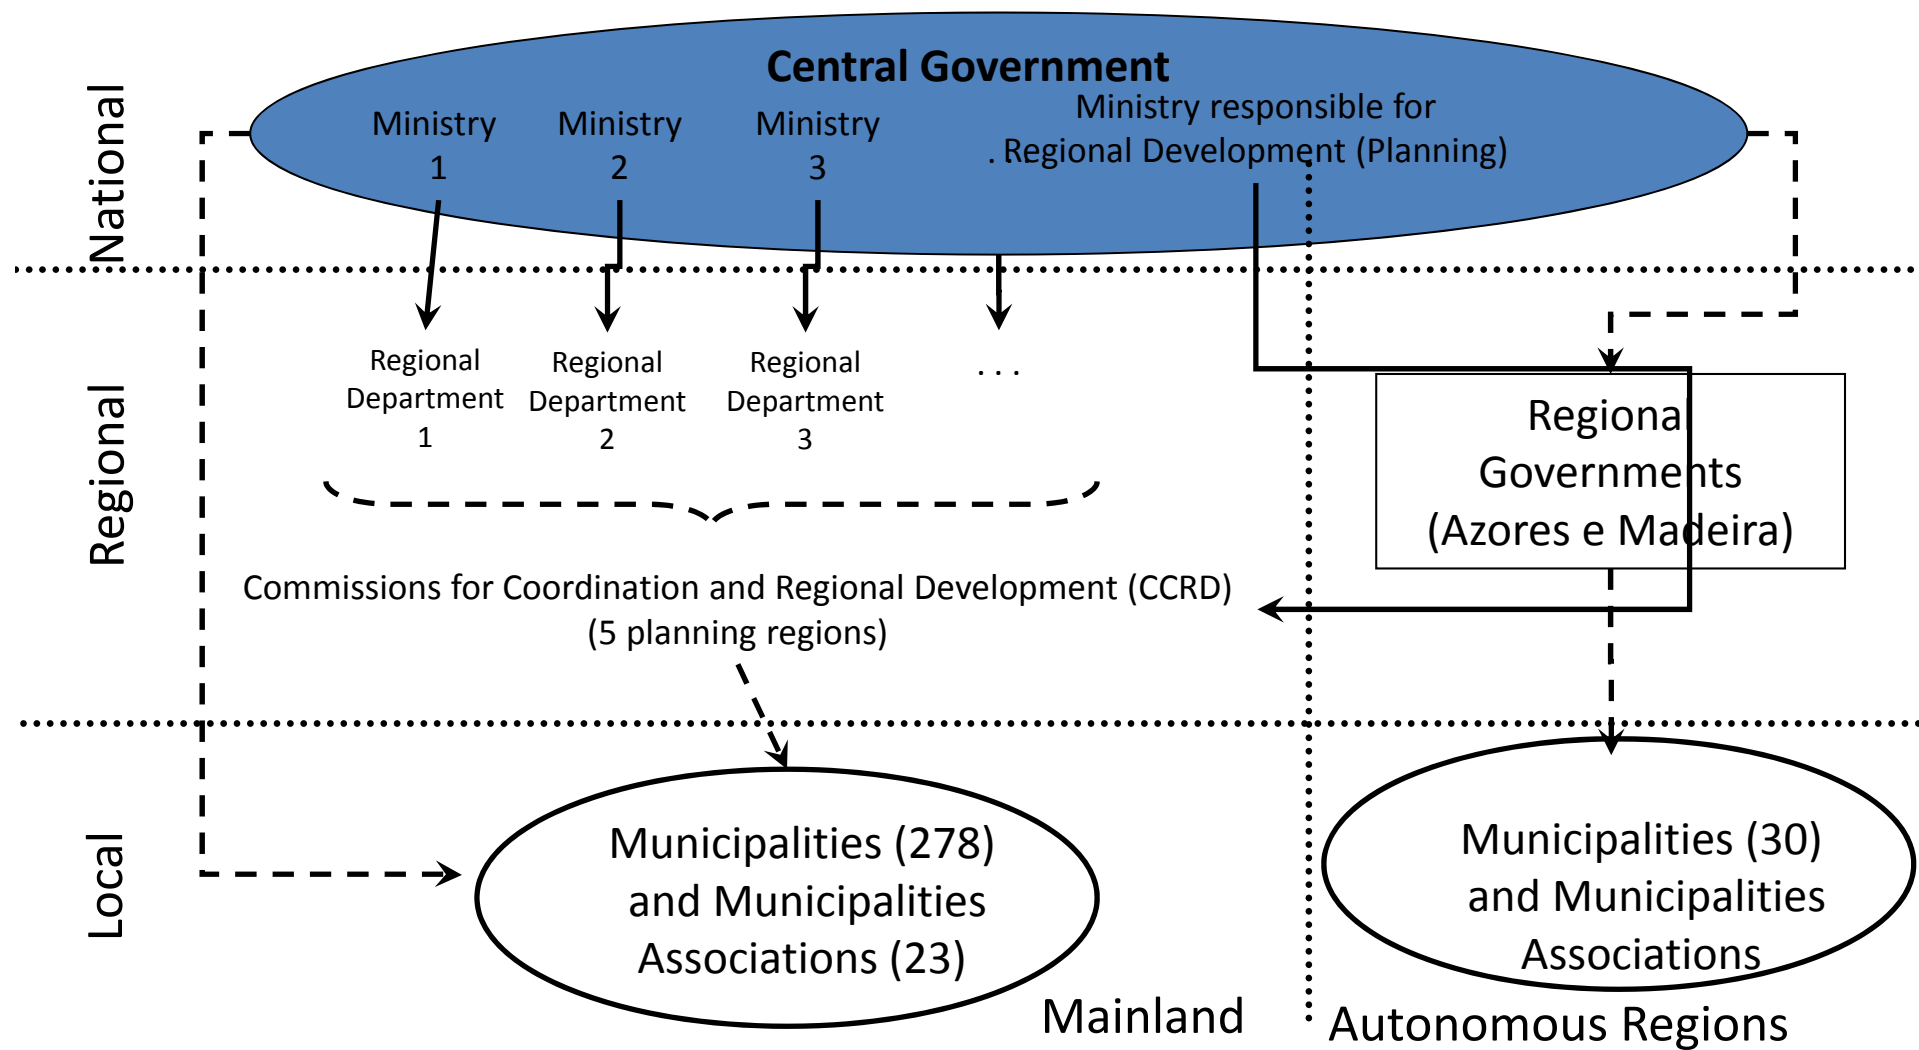 National
Central Government
Ministry
1
Ministry
2
Ministry
3
. . .
Ministry responsible for
Regional Development (Planning)
Regional
Regional
Department
1
Regional
Department
2
Regional
Department
3
. . .
Regional
Governments
(Azores e Madeira)
Commissions for Coordination and Regional Development (CCRD)
(5 planning regions)
Local
Municipalities (278)
and Municipalities
Associations (23)
Municipalities (30)
and Municipalities
Associations
Mainland
Autonomous Regions